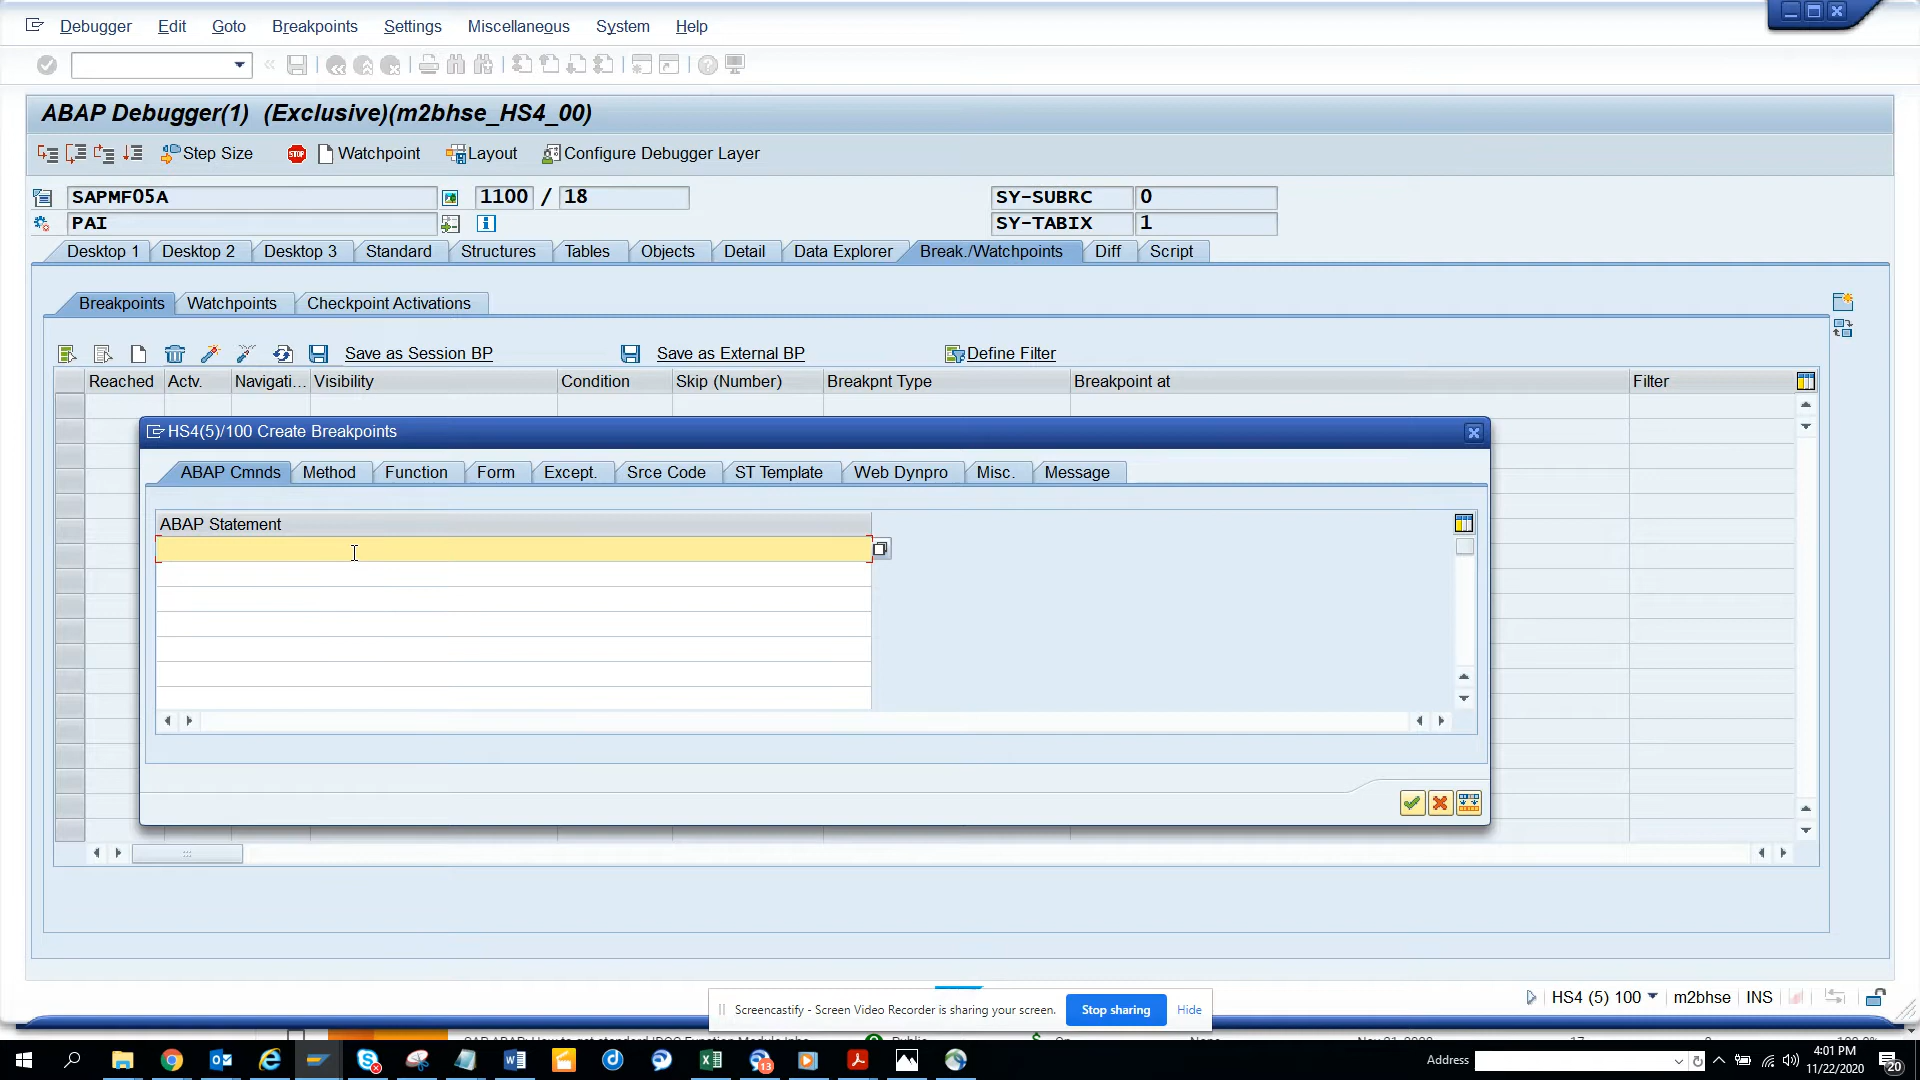 Debugger Edit Goto Breakpoints Settings Miscellaneous System Help
ABAP Debugger(1) (Exclusive)(m2bhse_HS4_00)
Step Size STOP Watchpoint Layout Configure Debugger Layer
SAPMF05A 1100 / 18 SY-SUBRC 0
PAI SY-TABIX 1
Desktop 1 Desktop 2 Desktop 3 Standard Structures Tables Objects Detail Data Explorer Break./Watchpoints Diff Script
Breakpoints Watchpoints Checkpoint Activations
Save as Session BP Save as External BP Define Filter
Reached Actv. Navigati... Visibility Condition Skip (Number) Breakpnt Type Breakpoint at Filter
HS4(5)/100 Create Breakpoints
ABAP Cmnds Method Function Form Except. Srce Code ST Template Web Dynpro Misc. Message
ABAP Statement
HS4 (5) 100 m2bhse INS
Screencastify - Screen Video Recorder is sharing your screen. Stop sharing Hide
Address
13
4:01 PM
11/22/2020
20